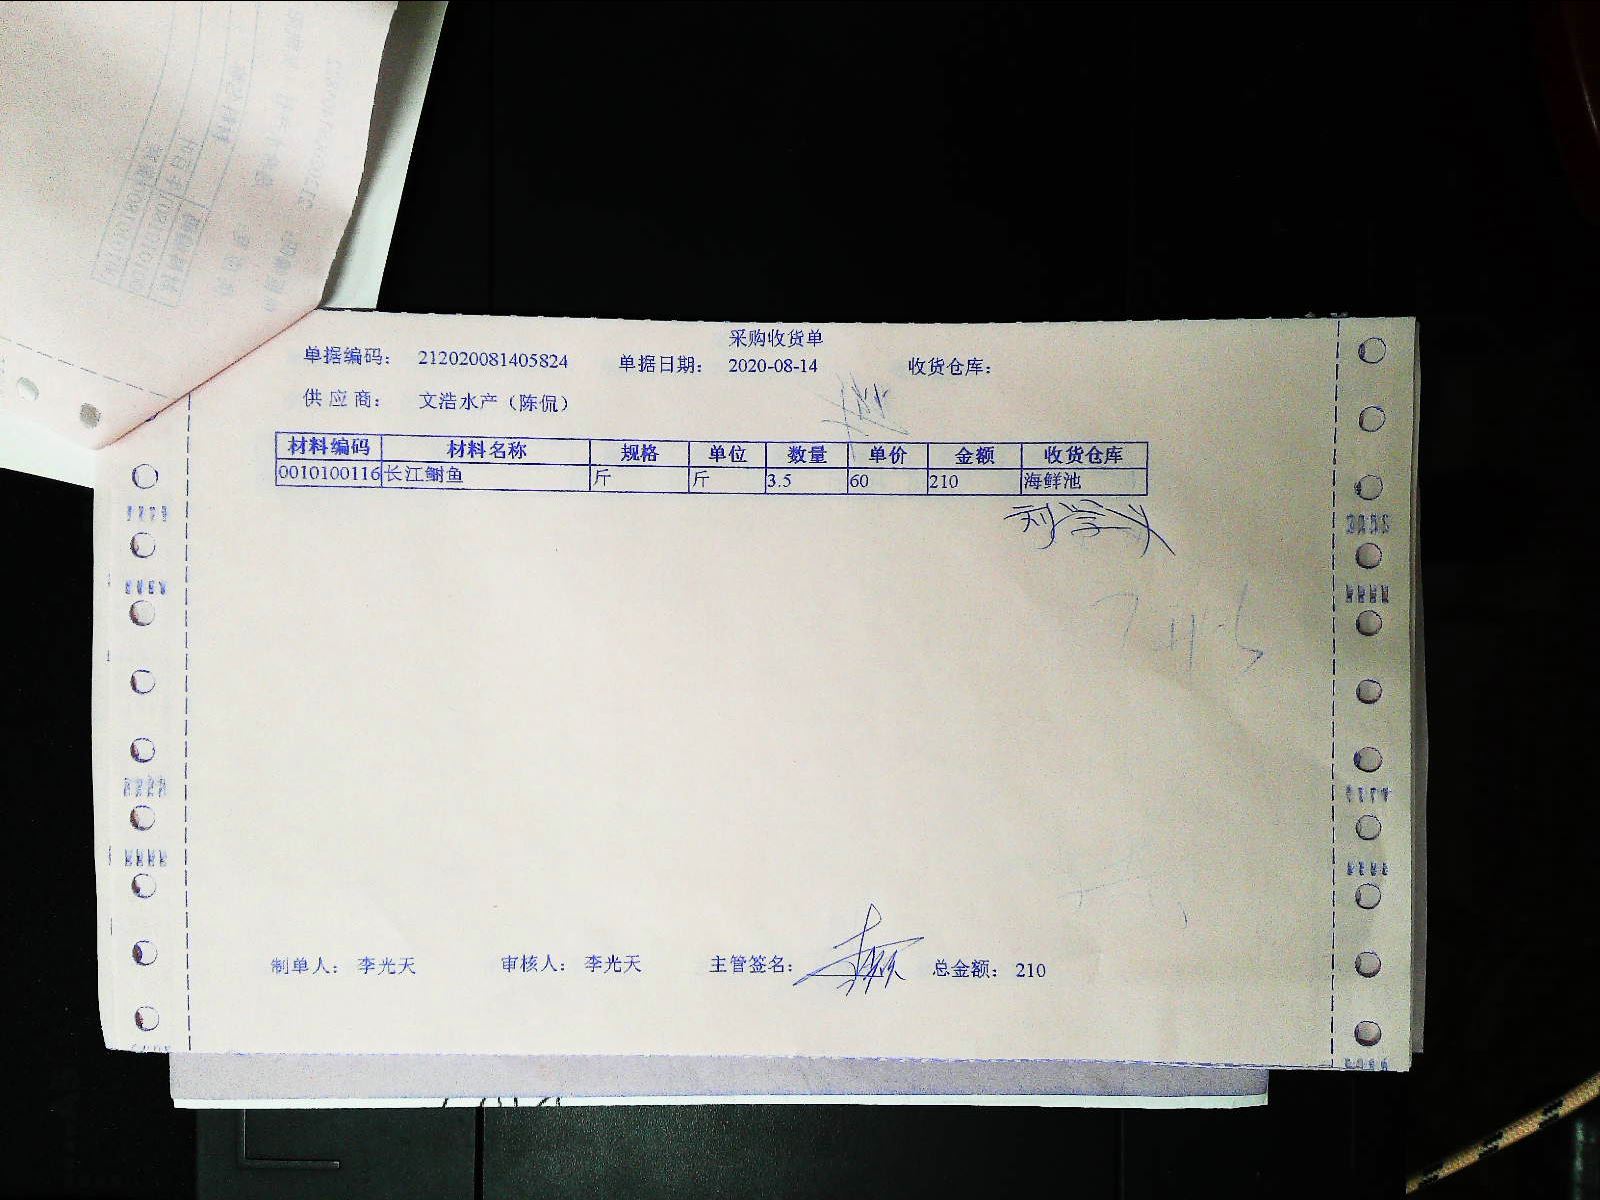 采购收货单
单据编码： 212020081405824 单据日期： 2020-08-14 收货仓库：
供 应 商： 文浩水产（陈侃）
材料编码 材料名称 规格 单位 数量 单价 金额 收货仓库
0010100116 长江鲥鱼 斤 斤 3.5 60 210 海鲜池
制单人： 李光天 审核人： 李光天 主管签名： 总金额： 210